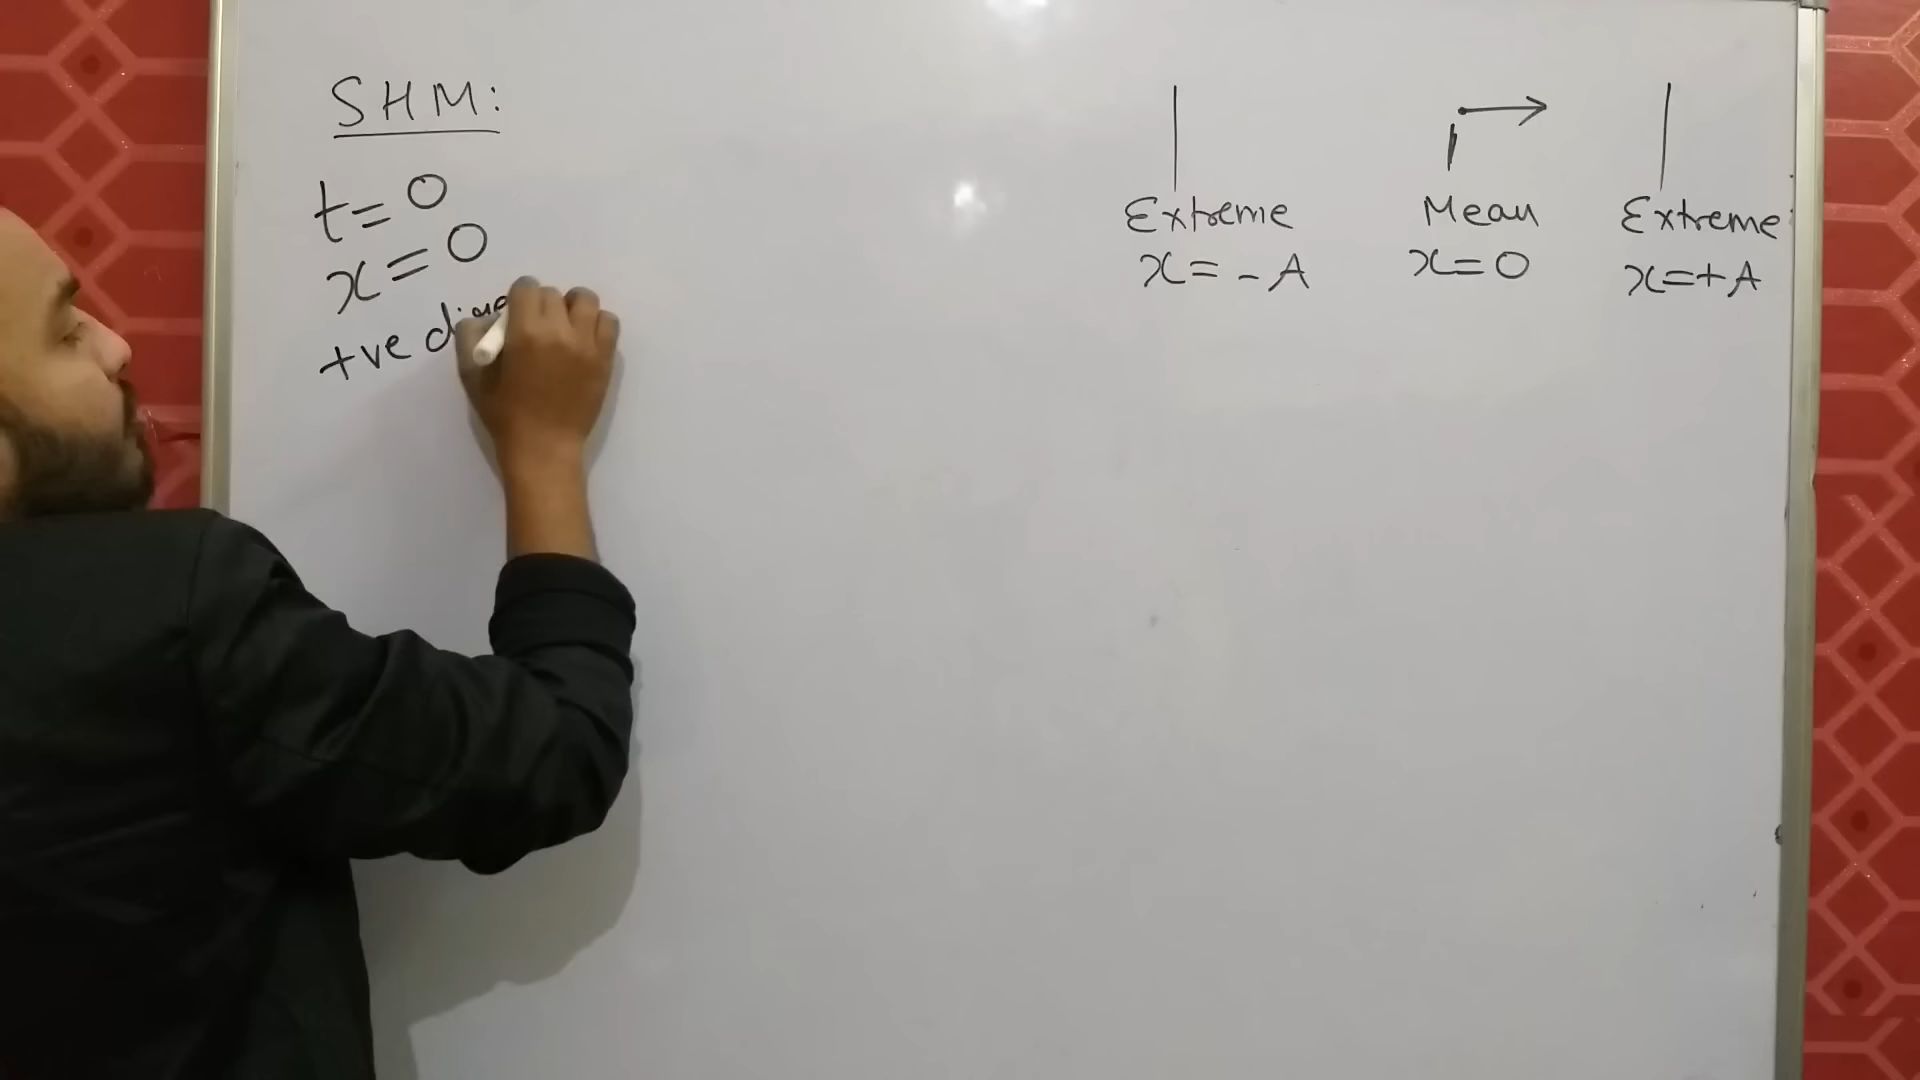 SHM:
t=0
x=0
+ve
Extreme Mean Extreme
x=-A x=0 x=+A